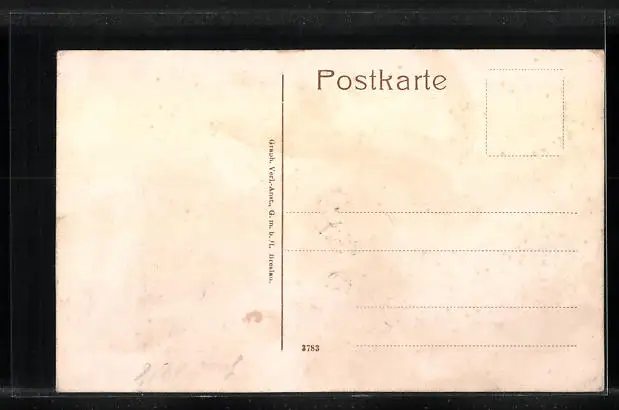 Postkarte
Graph. Verl.-Anst., G. m. b. H. Breslau.
3783